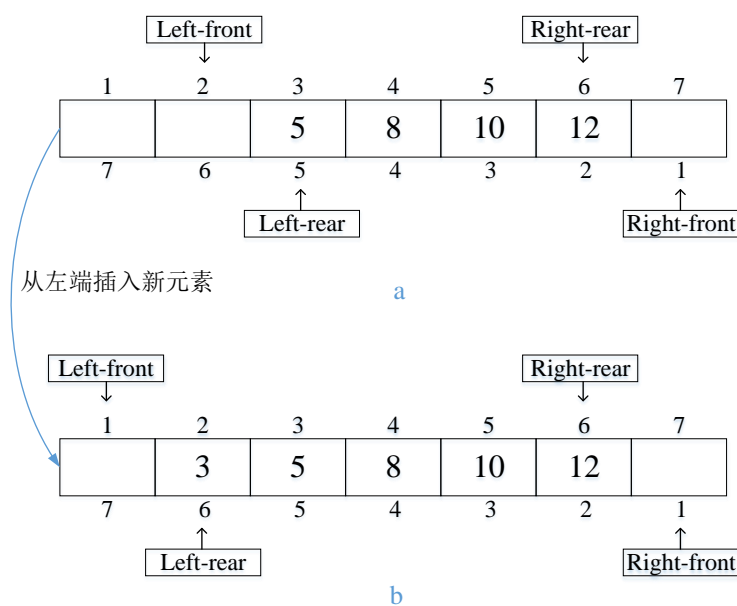 Left-front Right-rear
1 2 3 4 5 6 7
5 8 10 12
7 6 5 4 3 2 1
Left-rear Right-front
从左端插入新元素
a
Left-front Right-rear
1 2 3 4 5 6 7
3 5 8 10 12
7 6 5 4 3 2 1
Left-rear Right-front
b